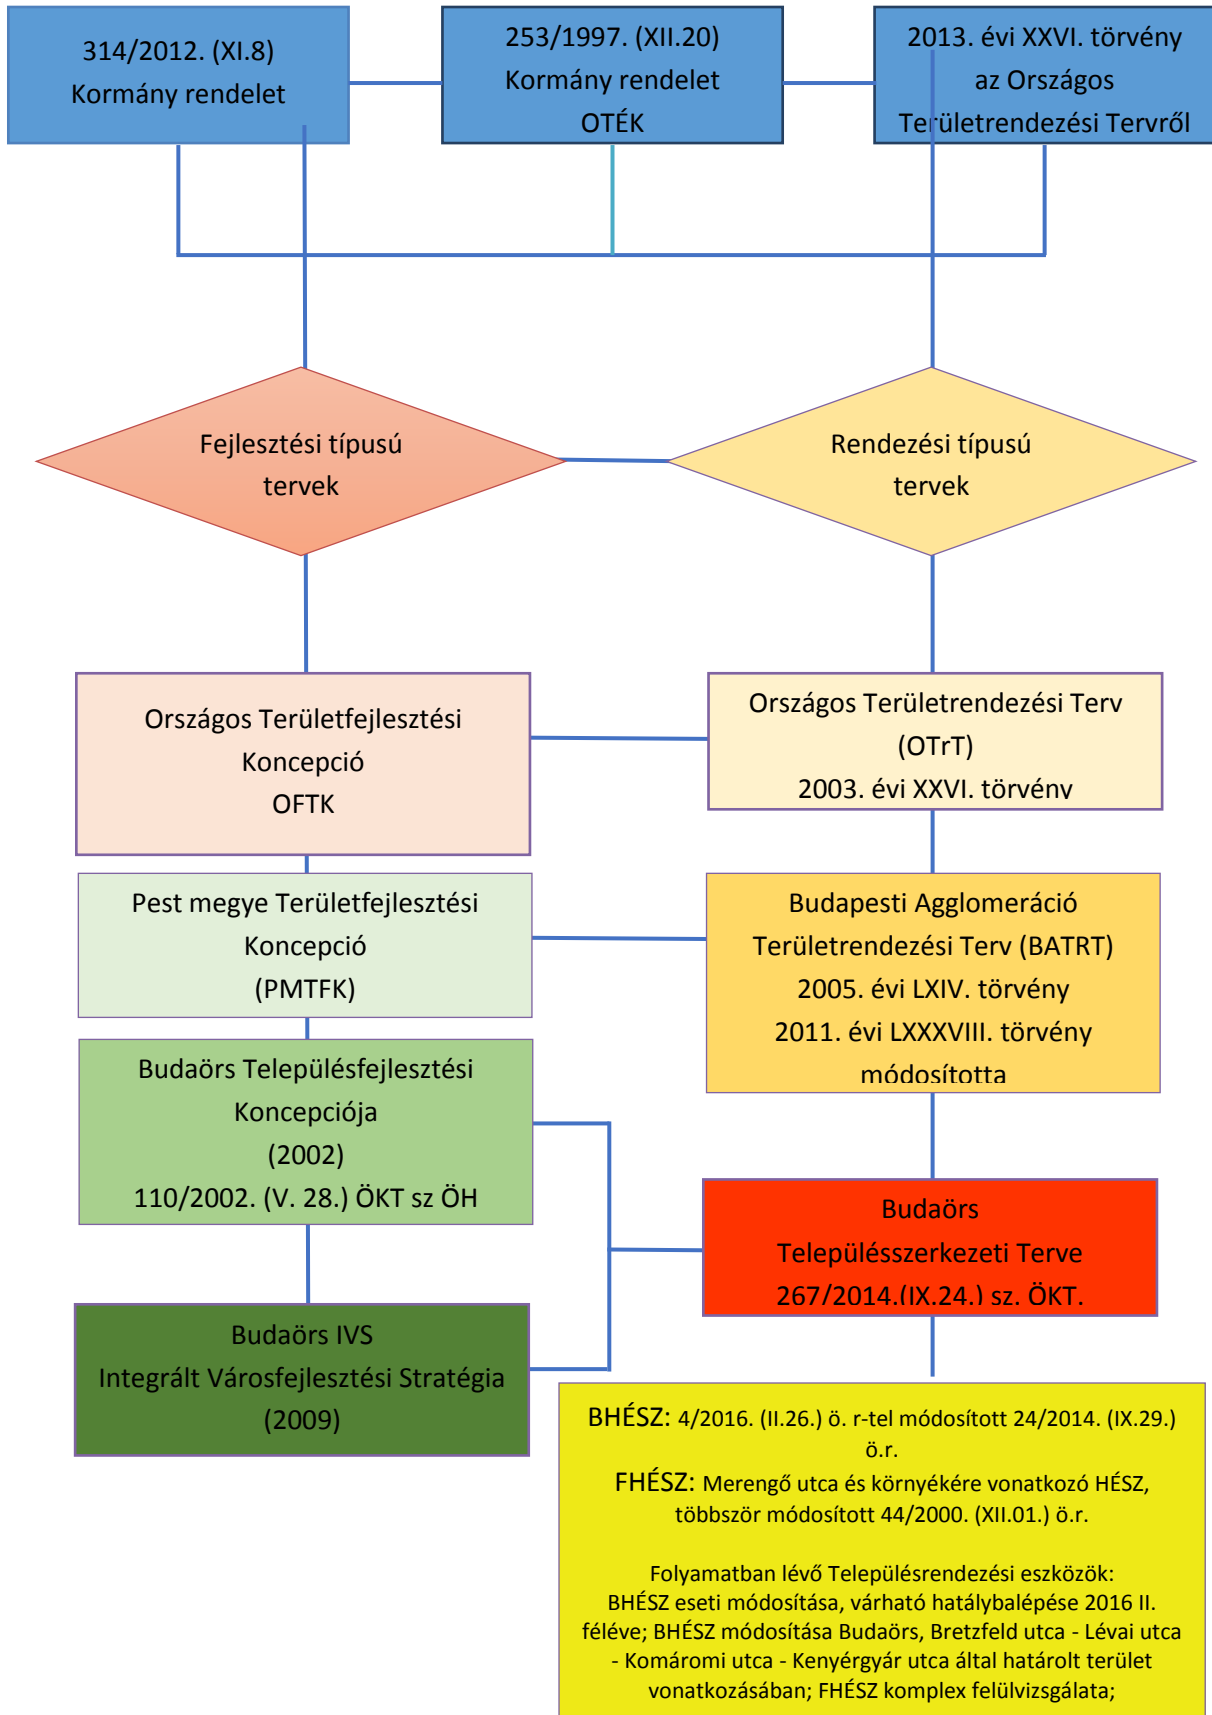 314/2012. (XI.8)
Kormány rendelet
253/1997. (XII.20)
Kormány rendelet
OTÉK
2013. évi XXVI. törvény
az Országos
Területrendezési Tervről
Fejlesztési típusú
tervek
Rendezési típusú
tervek
Országos Területfejlesztési
Koncepció
OFTK
Országos Területrendezési Terv
(OTrT)
2003. évi XXVI. törvény
Pest megye Területfejlesztési
Koncepció
(PMTFK)
Budapesti Agglomeráció
Területrendezési Terv (BATRT)
2005. évi LXIV. törvény
2011. évi LXXXVIII. törvény
módosította
Budaörs Településfejlesztési
Koncepciója
(2002)
110/2002. (V. 28.) ÖKT sz ÖH
Budaörs
Településszerkezeti Terve
267/2014.(IX.24.) sz. ÖKT.
Budaörs IVS
Integrált Városfejlesztési Stratégia
(2009)
BHÉSZ: 4/2016. (II.26.) ö. r-tel módosított 24/2014. (IX.29.)
ö.r.
FHÉSZ: Merengő utca és környékére vonatkozó HÉSZ,
többször módosított 44/2000. (XII.01.) ö.r.
Folyamatban lévő Településrendezési eszközök:
BHÉSZ eseti módosítása, várható hatálybalépése 2016 II.
féléve; BHÉSZ módosítása Budaörs, Bretzfeld utca - Lévai utca
- Komáromi utca - Kenyérgyár utca által határolt terület
vonatkozásában; FHÉSZ komplex felülvizsgálata;